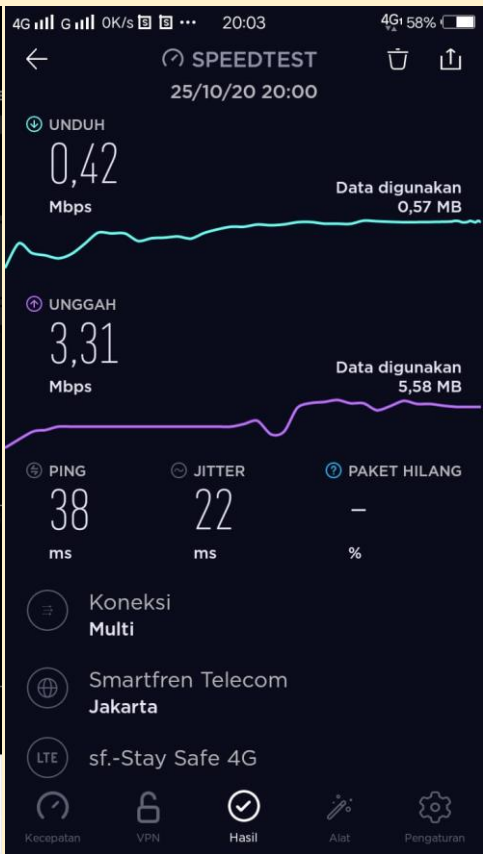 4G G 0K/s S S ... 20:03 4G1 58%
SPEEDTEST
25/10/20 20:00
UNDUH
0,42
Mbps
Data digunakan
0,57 MB
UNGGAH
3,31
Mbps
Data digunakan
5,58 MB
PING JITTER ? PAKET HILANG
38 22 –
ms ms %
Koneksi
Multi
Smartfren Telecom
Jakarta
LTE sf.-Stay Safe 4G
Kecepatan VPN Hasil Alat Pengaturan